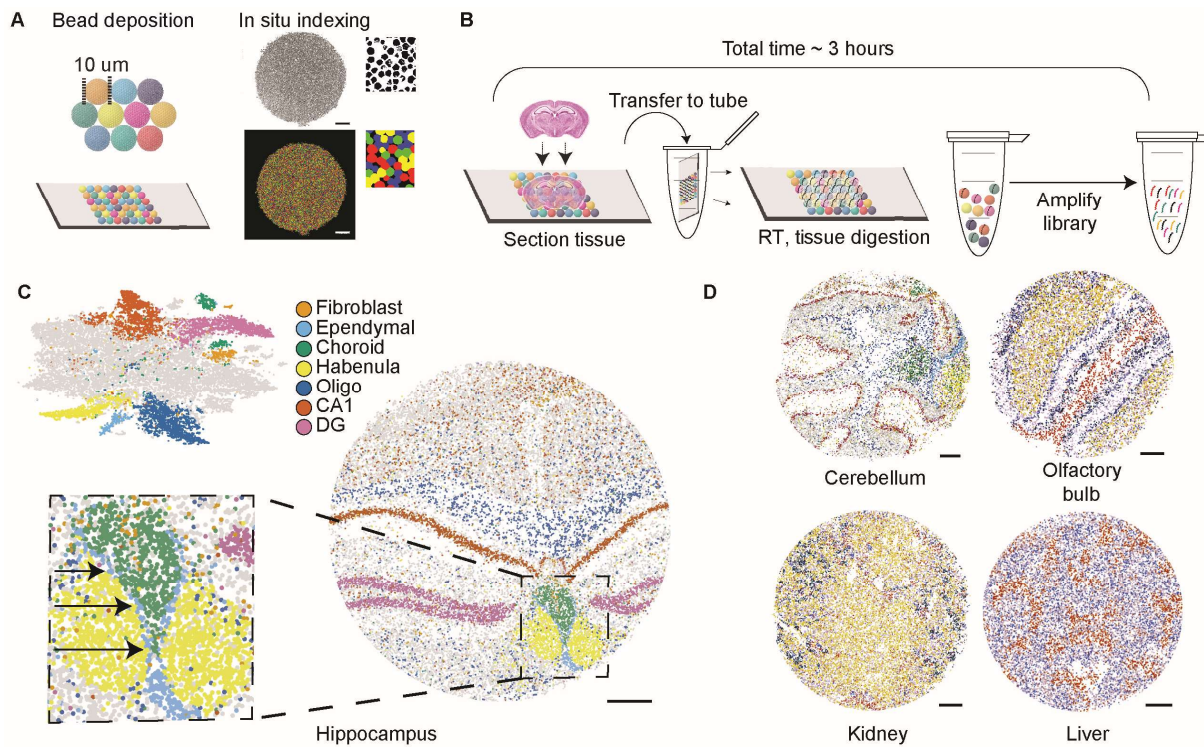 A
Bead deposition
10 um
In situ indexing
B
Total time ~ 3 hours
Transfer to tube
Section tissue
RT, tissue digestion
Amplify
library
C
Fibroblast
Ependymal
Choroid
Habenula
Oligo
CA1
DG
Hippocampus
D
Cerebellum
Olfactory
bulb
Kidney
Liver